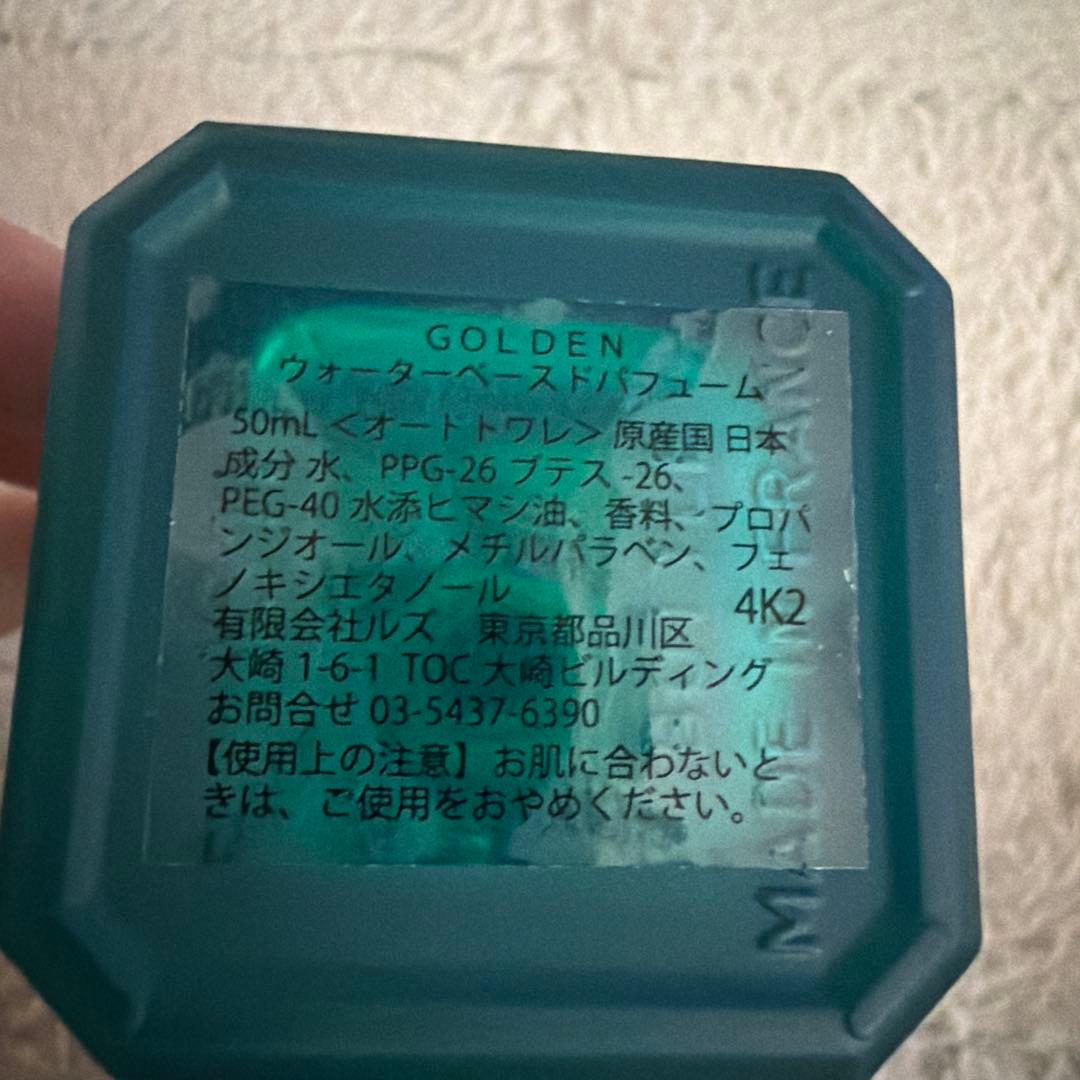 GOLDEN
ウォーターベースドパフューム
50mL＜オードトワレ＞原産国 日本
成分 水、PPG-26 ブテス -26、
PEG-40 水添ヒマシ油、香料、プロパ
ンジオール、メチルパラベン、フェ
ノキシエタノール
4K2
有限会社ルズ 東京都品川区
大崎 1-6-1 TOC 大崎ビルディング
お問合せ 03-5437-6390
【使用上の注意】お肌に合わないと
きは、ご使用をおやめください。
MADE IN FRANCE